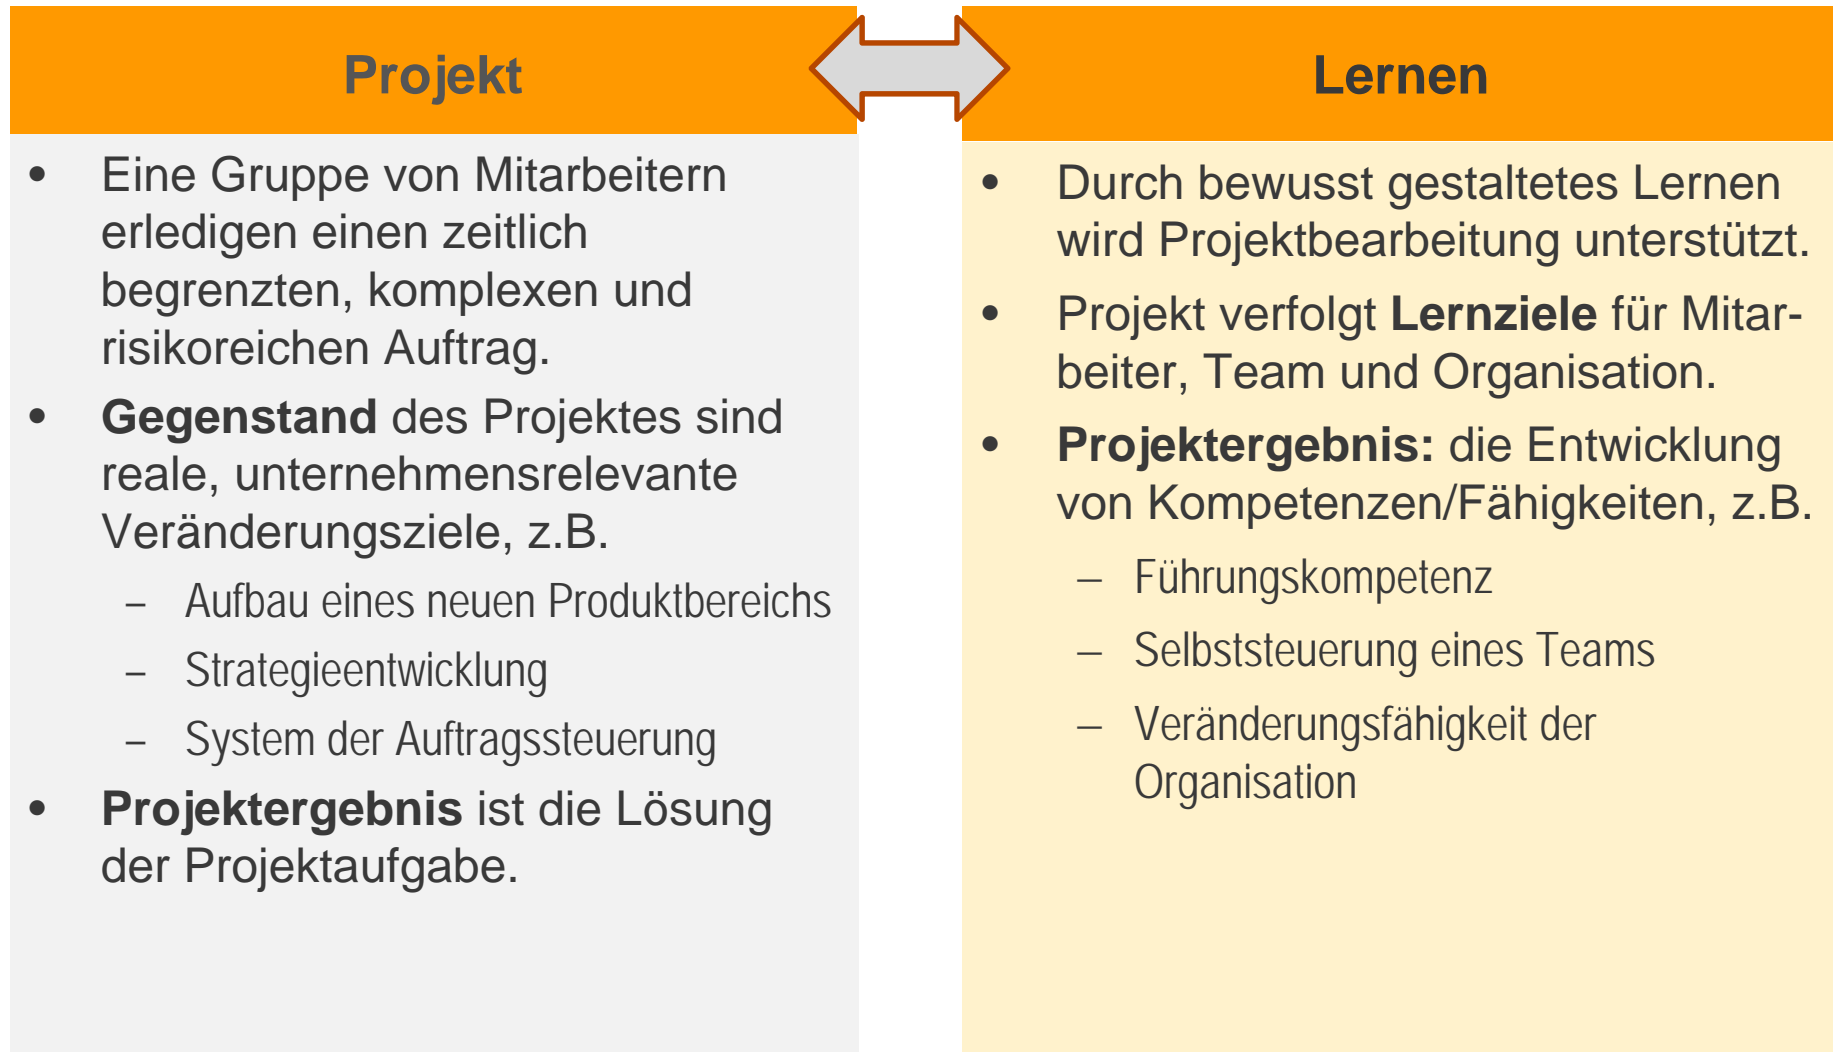 Projekt
• Eine Gruppe von Mitarbeitern
erledigen einen zeitlich
begrenzten, komplexen und
risikoreichen Auftrag.
• Gegenstand des Projektes sind
reale, unternehmensrelevante
Veränderungsziele, z.B.
– Aufbau eines neuen Produktbereichs
– Strategieentwicklung
– System der Auftragssteuerung
• Projektergebnis ist die Lösung
der Projektaufgabe.
Lernen
• Durch bewusst gestaltetes Lernen
wird Projektbearbeitung unterstützt.
• Projekt verfolgt Lernziele für Mitar-
beiter, Team und Organisation.
• Projektergebnis: die Entwicklung
von Kompetenzen/Fähigkeiten, z.B.
– Führungskompetenz
– Selbststeuerung eines Teams
– Veränderungsfähigkeit der
Organisation